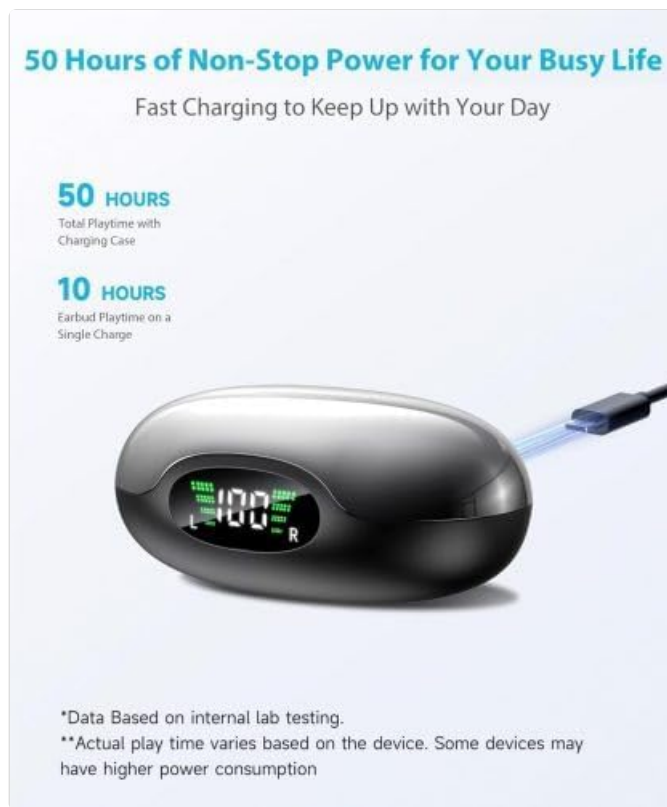 50 Hours of Non-Stop Power for Your Busy Life
Fast Charging to Keep Up with Your Day
50 HOURS
Total Playtime with
Charging Case
10 HOURS
Earbud Playtime on a
Single Charge
100
L
R
*Data Based on internal lab testing.
**Actual play time varies based on the device. Some devices may
have higher power consumption